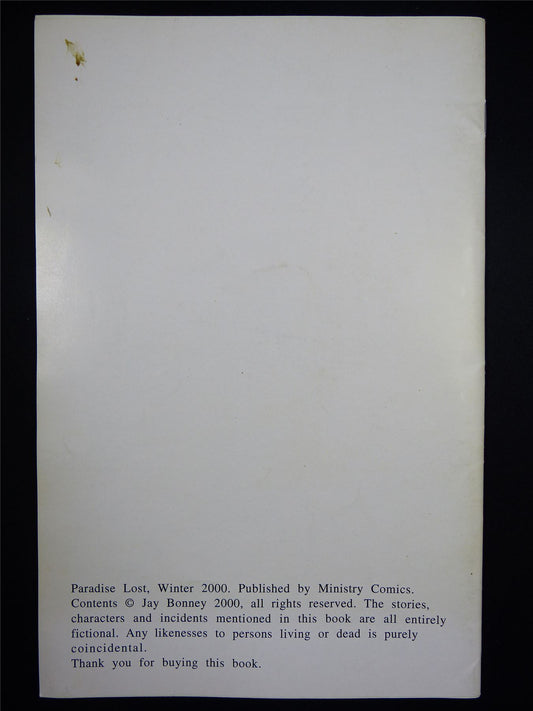 Paradise Lost, Winter 2000. Published by Ministry Comics.
Contents © Jay Bonney 2000, all rights reserved. The stories,
characters and incidents mentioned in this book are all entirely
fictional. Any likenesses to persons living or dead is purely
coincidental.
Thank you for buying this book.